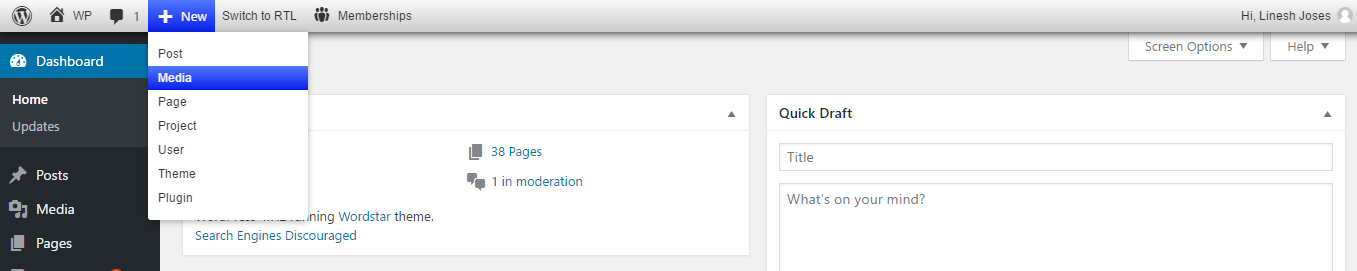 WP 1 New Switch to RTL Memberships Hi, Linesh Joses
Screen Options Help
Dashboard
Home
Updates
Posts
Media
Pages
Post
Media
Page
Project
User
Theme
Plugin
38 Pages
1 in moderation
running Wordstar theme.
Search Engines Discouraged
Quick Draft
Title
What's on your mind?